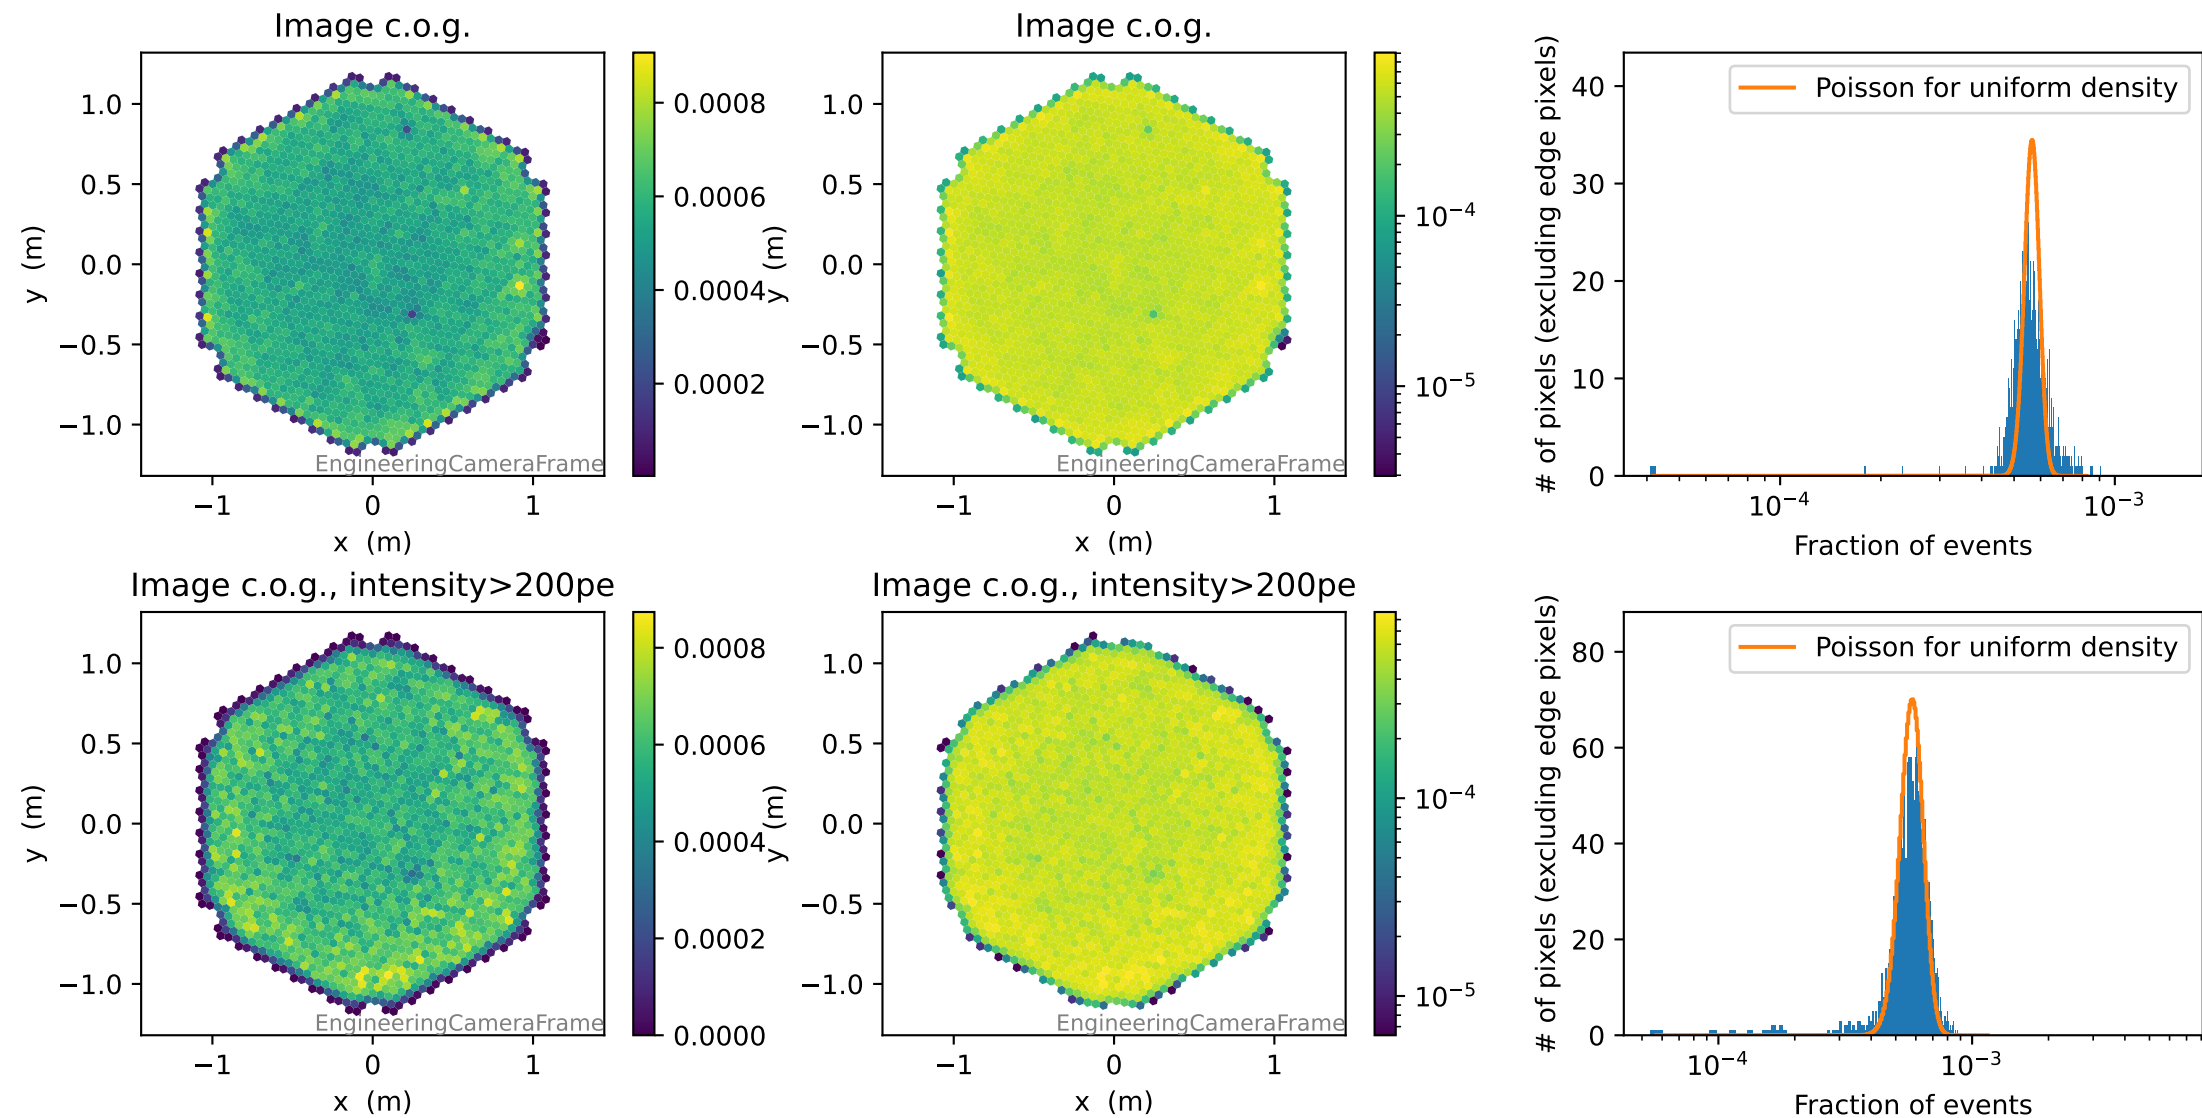 Image c.o.g.
y (m)
1.0
0.5
0.0
−0.5
−1.0
−1
0
1
x (m)
EngineeringCameraFrame
0.0008
0.0006
0.0004
0.0002
Image c.o.g.
y (m)
1.0
0.5
0.0
−0.5
−1.0
−1
0
1
x (m)
EngineeringCameraFrame
10⁻⁴
10⁻⁵
# of pixels (excluding edge pixels)
40
30
20
10
0
Poisson for uniform density
10⁻⁴
10⁻³
Fraction of events
Image c.o.g., intensity>200pe
y (m)
1.0
0.5
0.0
−0.5
−1.0
−1
0
1
x (m)
EngineeringCameraFrame
0.0008
0.0006
0.0004
0.0002
0.0000
Image c.o.g., intensity>200pe
y (m)
1.0
0.5
0.0
−0.5
−1.0
−1
0
1
x (m)
EngineeringCameraFrame
10⁻⁴
10⁻⁵
# of pixels (excluding edge pixels)
80
60
40
20
0
Poisson for uniform density
10⁻⁴
10⁻³
Fraction of events